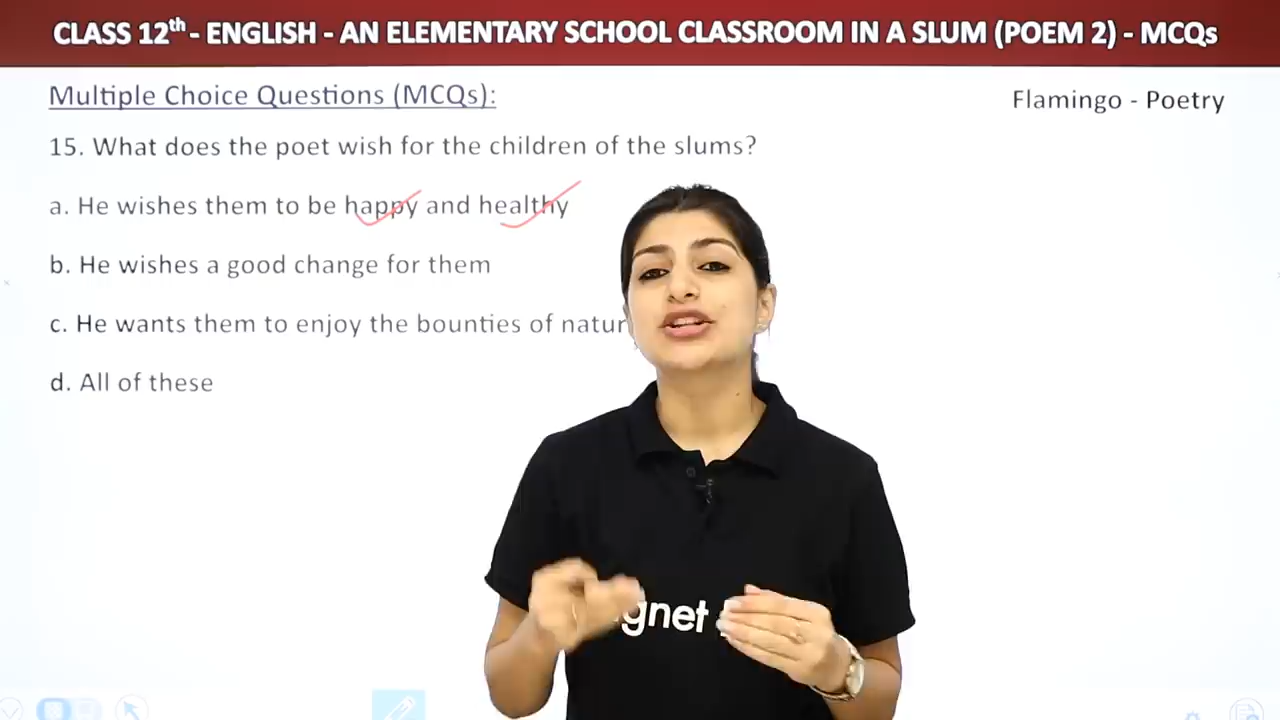 CLASS 12th - ENGLISH - AN ELEMENTARY SCHOOL CLASSROOM IN A SLUM (POEM 2) - MCQs
Multiple Choice Questions (MCQs):
Flamingo - Poetry
15. What does the poet wish for the children of the slums?
a. He wishes them to be happy and healthy
b. He wishes a good change for them
c. He wants them to enjoy the bounties of natur
d. All of these
gnet